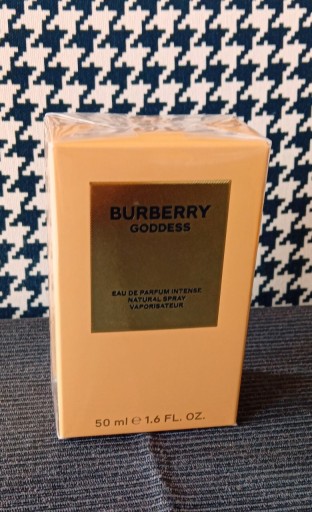 BURBERRY
GODDESS
EAU DE PARFUM INTENSE
NATURAL SPRAY
VAPORISATEUR
50 ml ℮ 1.6 FL. OZ.